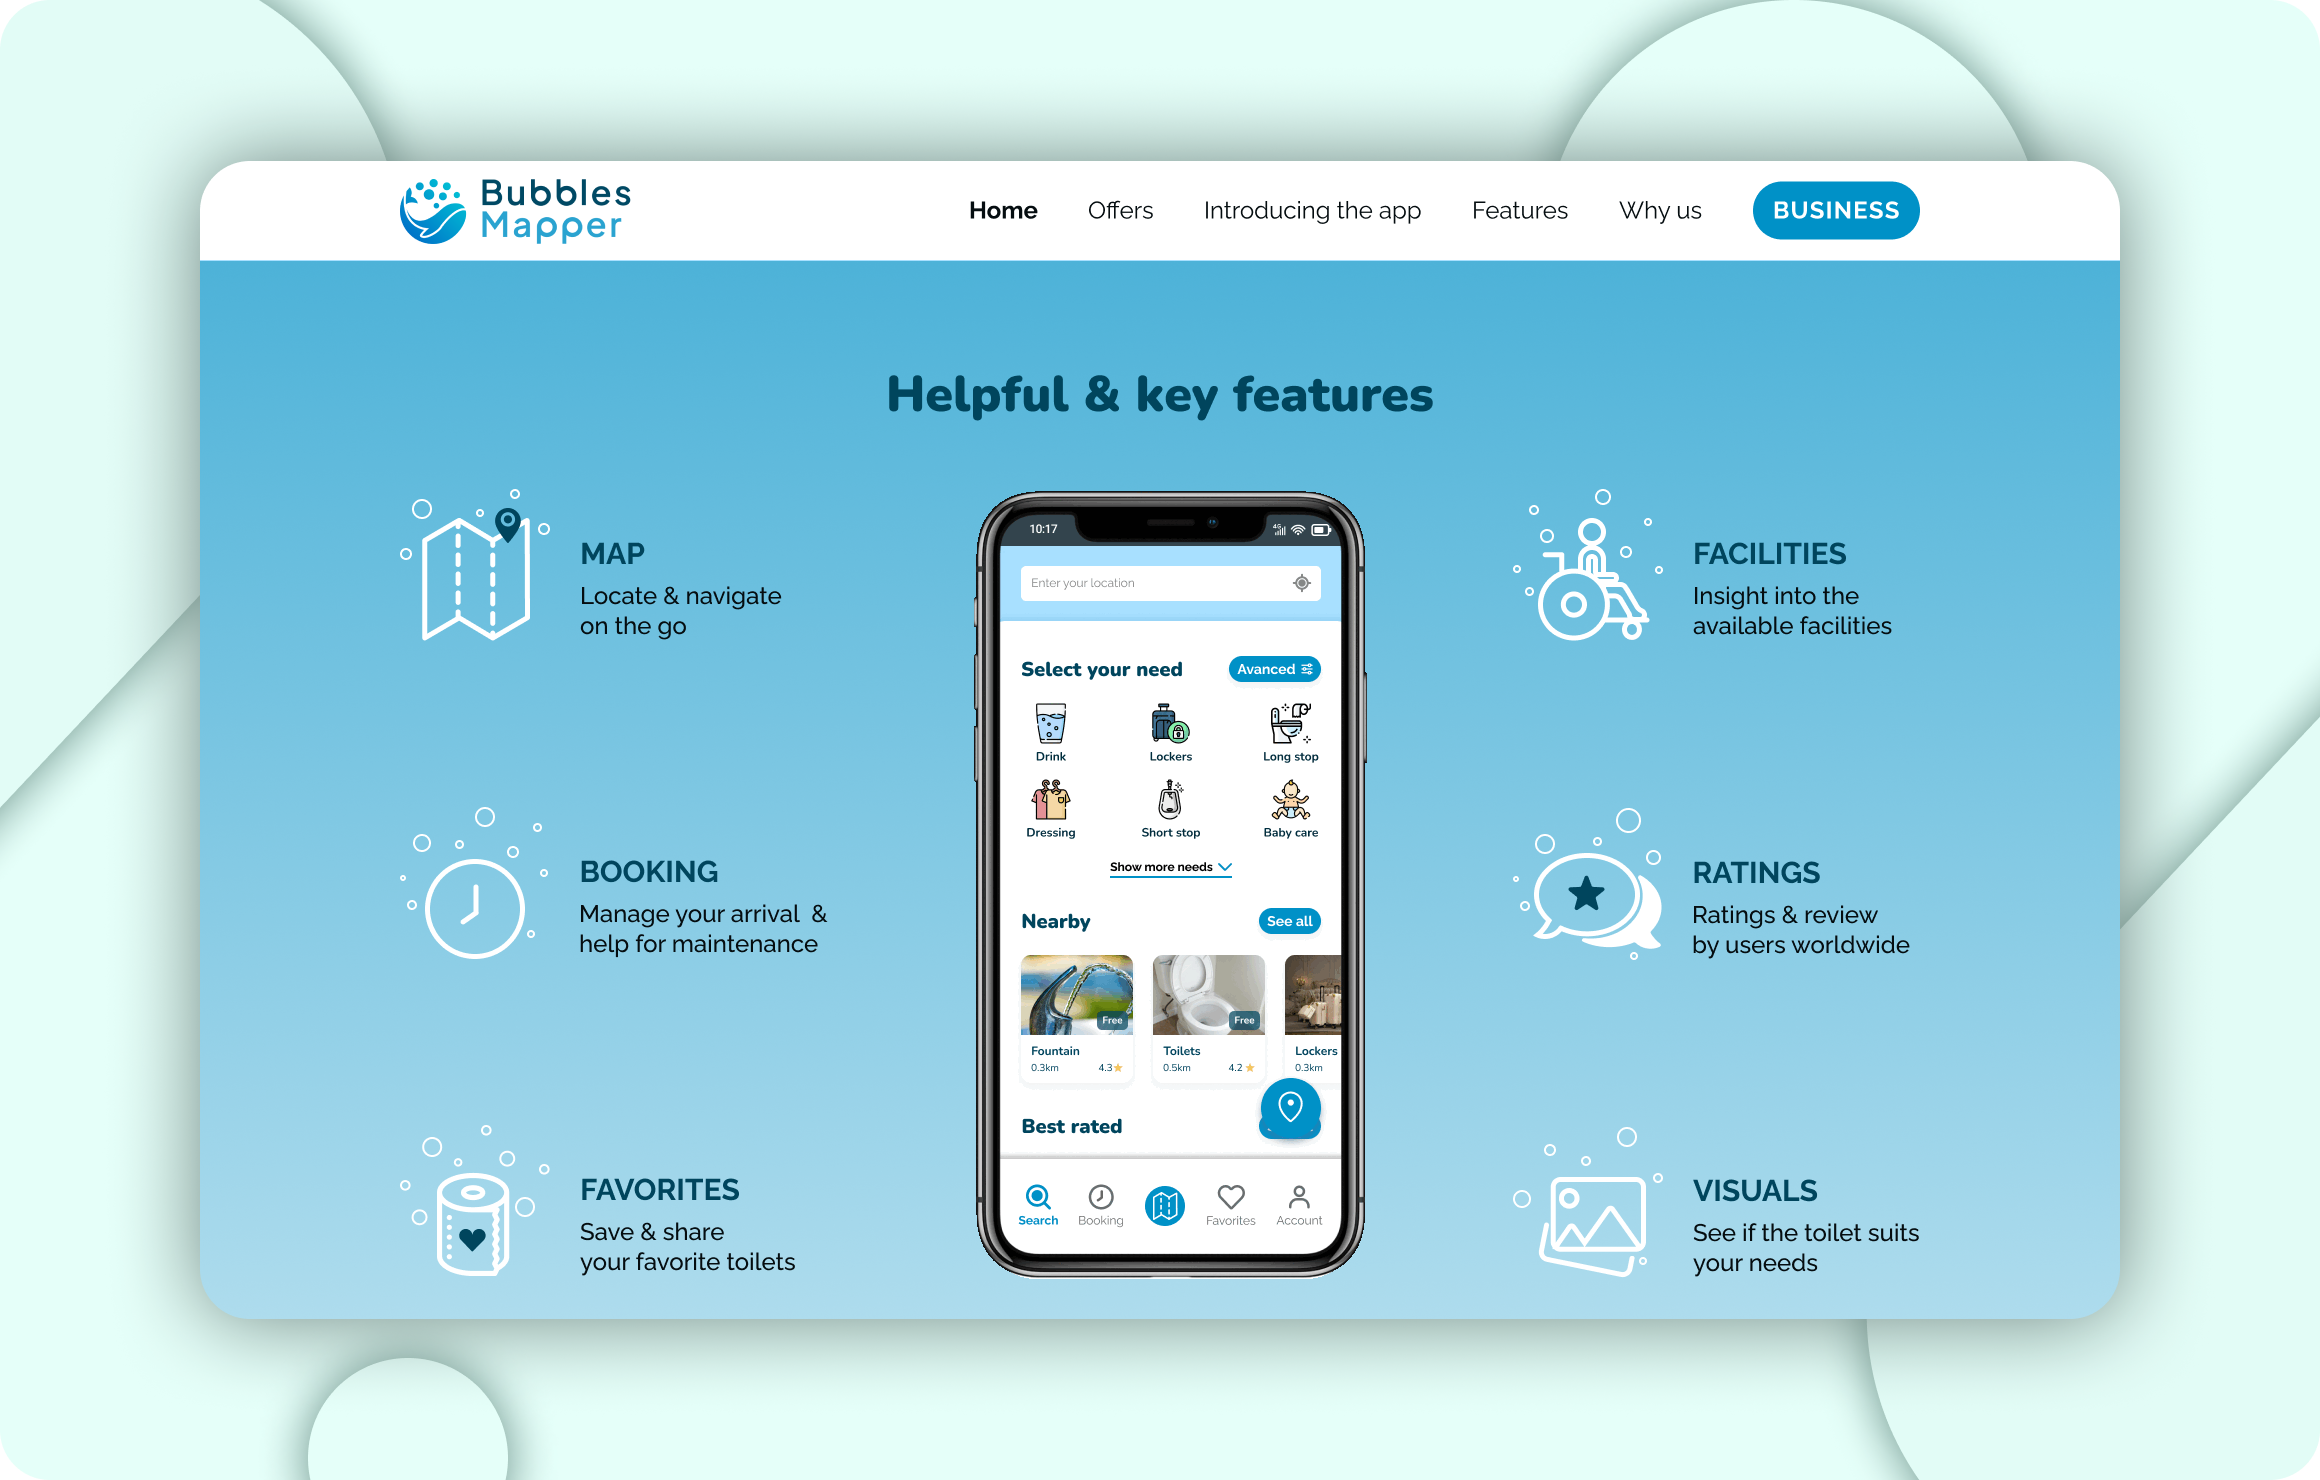 Bubbles
Mapper
Home
Offers
Introducing the app
Features
Why us
BUSINESS
Helpful & key features
MAP
Locate & navigate
on the go
BOOKING
Manage your arrival &
help for maintenance
FAVORITES
Save & share
your favorite toilets
10:17
4G
Enter your location
Select your need
Avanced
Drink
Lockers
Long stop
Dressing
Short stop
Baby care
Show more needs
Nearby
See all
Free
Free
Fountain
Toilets
Lockers
0.3km
4.3
0.5km
4.2
0.3km
Best rated
Search
Booking
Favorites
Account
FACILITIES
Insight into the
available facilities
RATINGS
Ratings & review
by users worldwide
VISUALS
See if the toilet suits
your needs